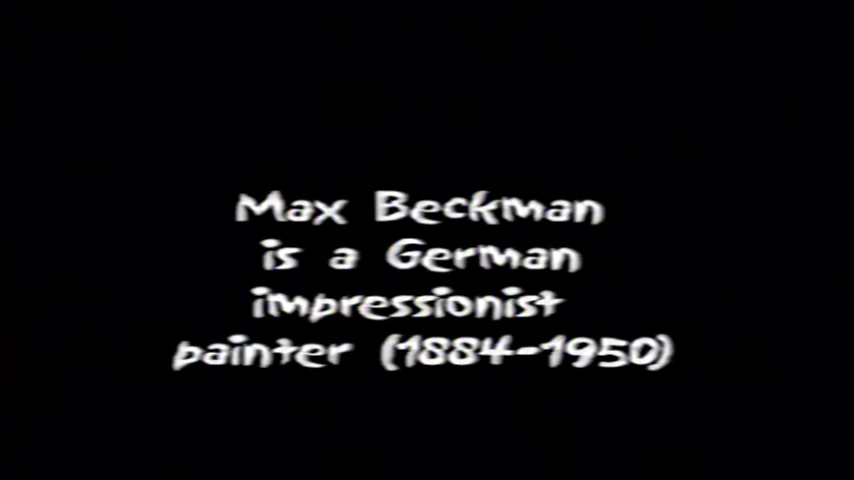 Max Beckman
is a German
impressionist
painter (1884-1950)